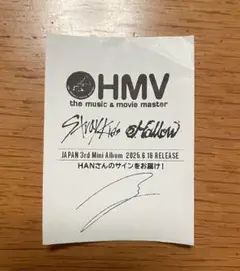 HMV
the music & movie master
Stray Kids Hollow
JAPAN 3rd Mini Album 2025.6.18 RELEASE
HANさんのサインをお届け!